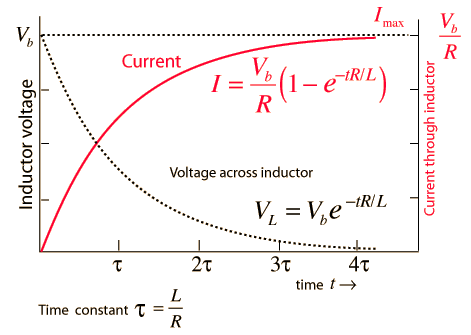 I_max
V_b
V_b/R
Current
I = V_b/R (1 − e^{−tR/L})
Inductor voltage
Current through inductor
Voltage across inductor
V_L = V_b e^{−tR/L}
τ 2τ 3τ 4τ
time t →
Time constant τ = L/R